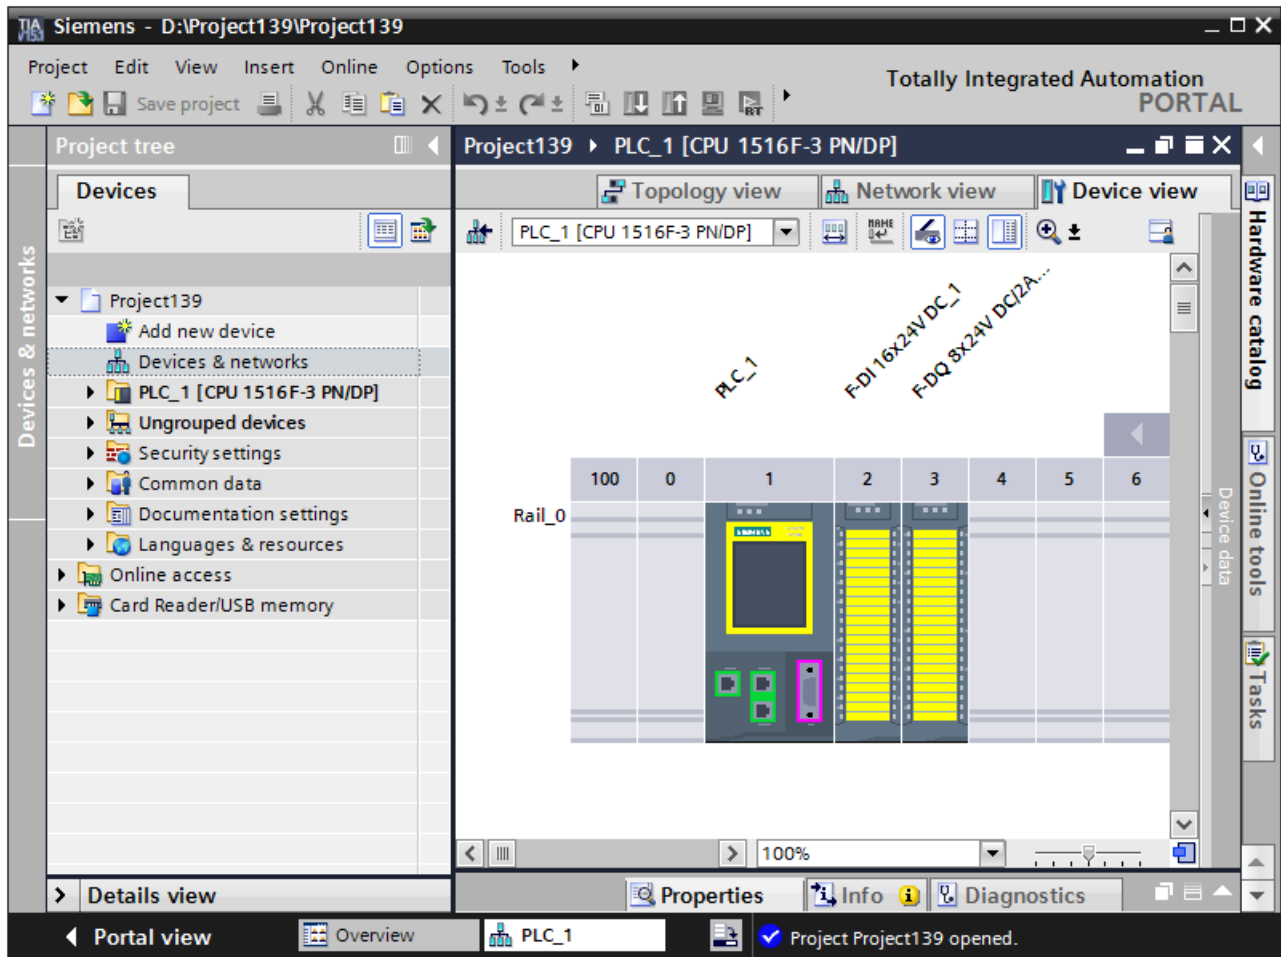 Siemens - D:\Project139\Project139
Project Edit View Insert Online Options Tools
Totally Integrated Automation
PORTAL
Save project
Project tree
Project139 PLC_1 [CPU 1516F-3 PN/DP]
Devices
Topology view Network view Device view
PLC_1 [CPU 1516F-3 PN/DP]
Devices & networks
Project139
Add new device
Devices & networks
PLC_1 [CPU 1516F-3 PN/DP]
Ungrouped devices
Security settings
Common data
Documentation settings
Languages & resources
Online access
Card Reader/USB memory
PLC_1
F-DI 16x24V DC_1
F-DQ 8x24V DC/2A...
100 0 1 2 3 4 5 6
Rail_0
SIEMENS
Device data
Hardware catalog
Online tools
Tasks
100%
Details view
Properties Info Diagnostics
Portal view Overview PLC_1 Project Project139 opened.